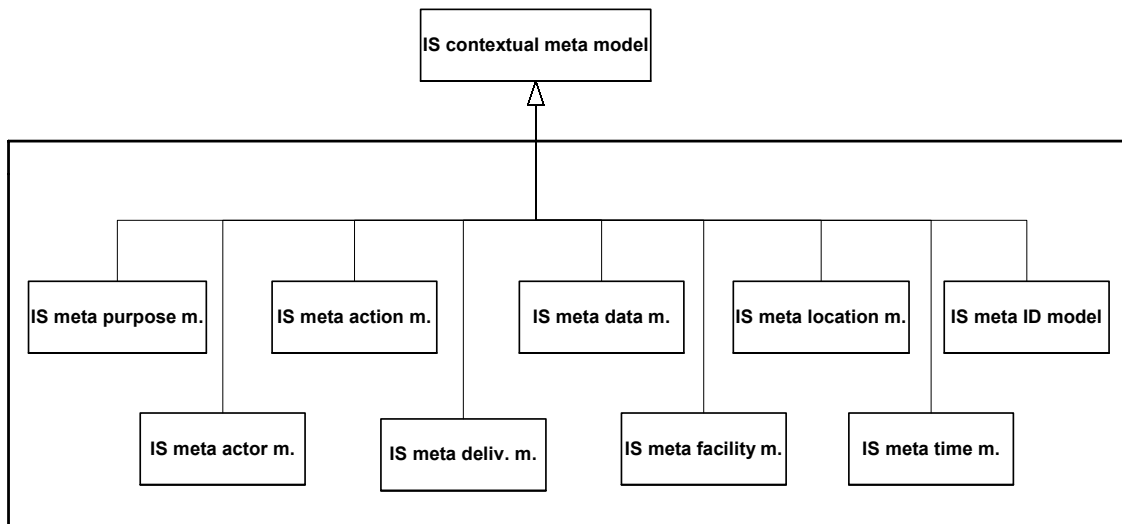 IS contextual meta model
IS meta purpose m.
IS meta action m.
IS meta data m.
IS meta location m.
IS meta ID model
IS meta actor m.
IS meta deliv. m.
IS meta facility m.
IS meta time m.